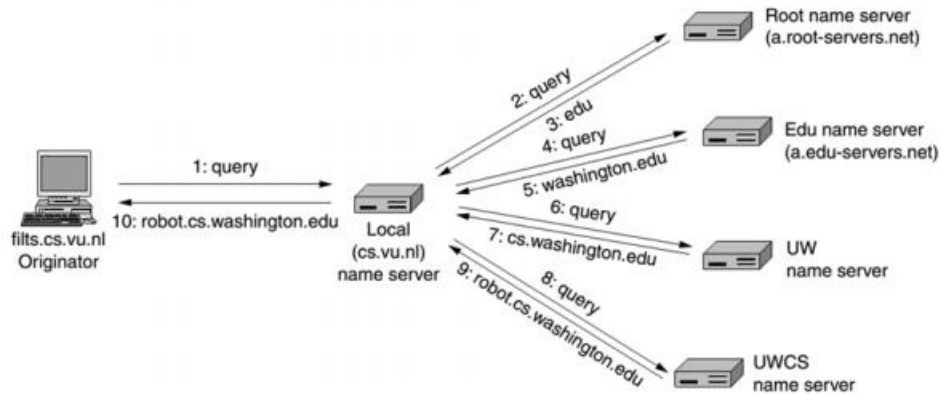 Root name server
(a.root-servers.net)
2: query
3: edu
4: query
5: washington.edu
Edu name server
(a.edu-servers.net)
1: query
10: robot.cs.washington.edu
filts.cs.vu.nl
Originator
Local
(cs.vu.nl)
name server
6: query
7: cs.washington.edu
UW
name server
8: query
9: robot.cs.washington.edu
UWCS
name server